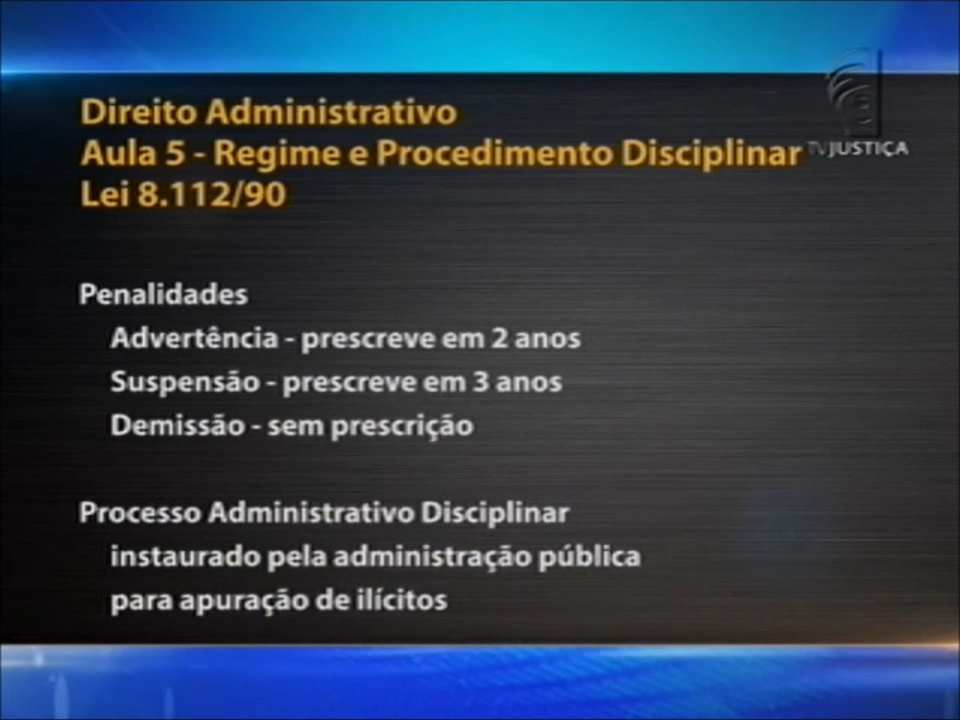 Direito Administrativo
Aula 5 - Regime e Procedimento Disciplinar
Lei 8.112/90
TV JUSTIÇA
Penalidades
Advertência - prescreve em 2 anos
Suspensão - prescreve em 3 anos
Demissão - sem prescrição
Processo Administrativo Disciplinar
instaurado pela administração pública
para apuração de ilícitos